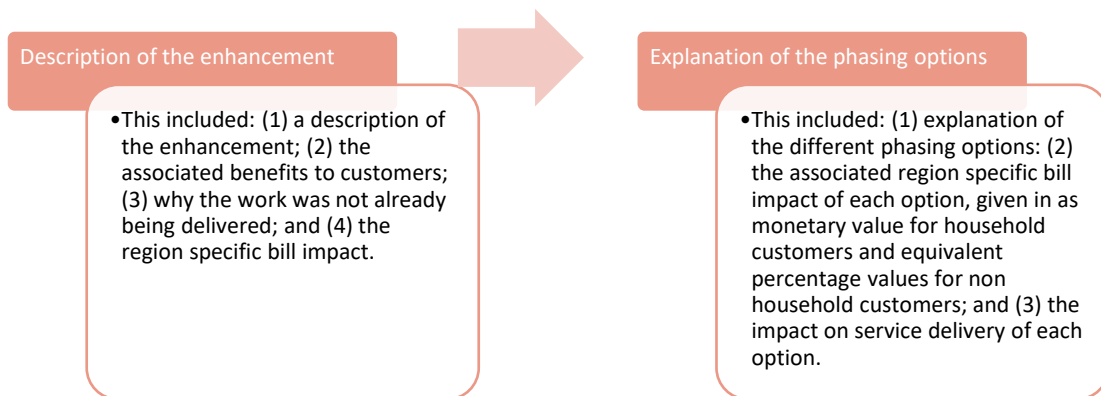 Description of the enhancement
•This included: (1) a description of
the enhancement; (2) the
associated benefits to customers;
(3) why the work was not already
being delivered; and (4) the
region specific bill impact.
Explanation of the phasing options
•This included: (1) explanation of
the different phasing options: (2)
the associated region specific bill
impact of each option, given in as
monetary value for household
customers and equivalent
percentage values for non
household customers; and (3) the
impact on service delivery of each
option.